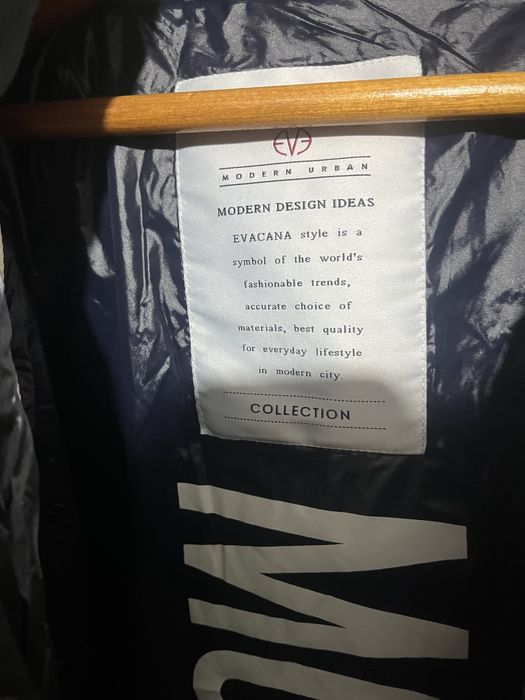 EVE
MODERN URBAN
MODERN DESIGN IDEAS
EVACANA style is a
symbol of the world's
fashionable trends,
accurate choice of
materials, best quality
for everyday lifestyle
in modern city.
COLLECTION